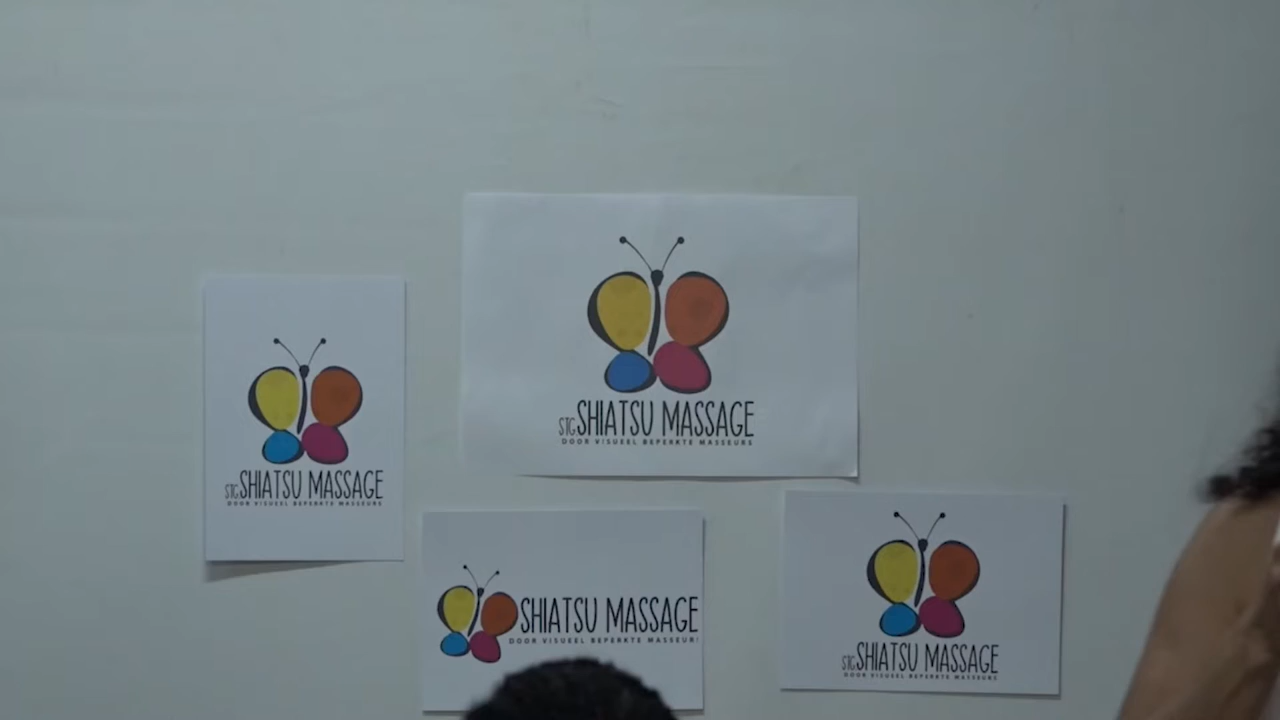 STG SHIATSU MASSAGE
DOOR VISUEEL BEPERKTE MASSEURS
STG SHIATSU MASSAGE
DOOR VISUEEL BEPERKTE MASSEURS
SHIATSU MASSAGE
DOOR VISUEEL BEPERKTE MASSEUR!
STG SHIATSU MASSAGE
DOOR VISUEEL BEPERKTE MASSEURS